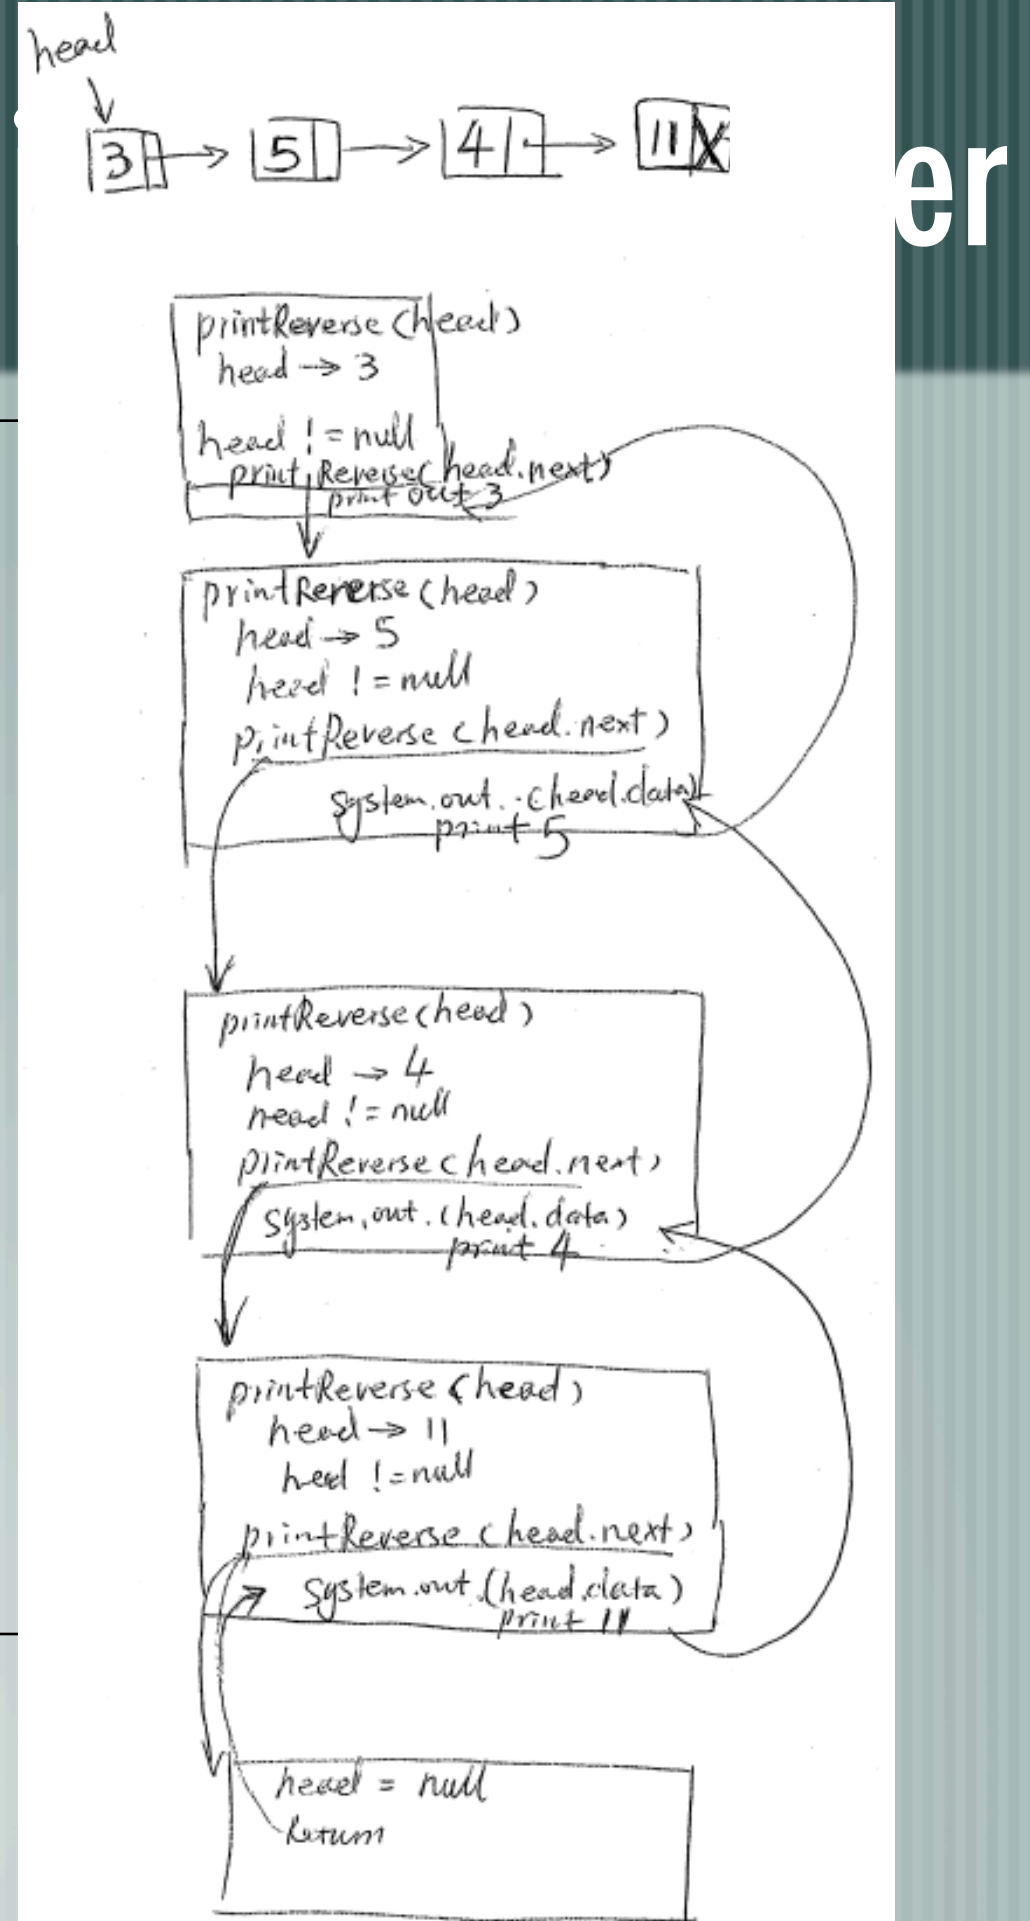 head
3 5 4 11
er
printReverse (head)
head → 3
head != null
printReverse(head.next)
print out 3
printReverse (head)
head → 5
head != null
printReverse (head.next)
system.out..(head.data)
print 5
printReverse (head)
head → 4
head != null
printReverse (head.next)
system.out.(head.data)
print 4
printReverse (head)
head → 11
hed != null
printReverse (head.next)
system.out.(head.data)
print 11
head = null
Return